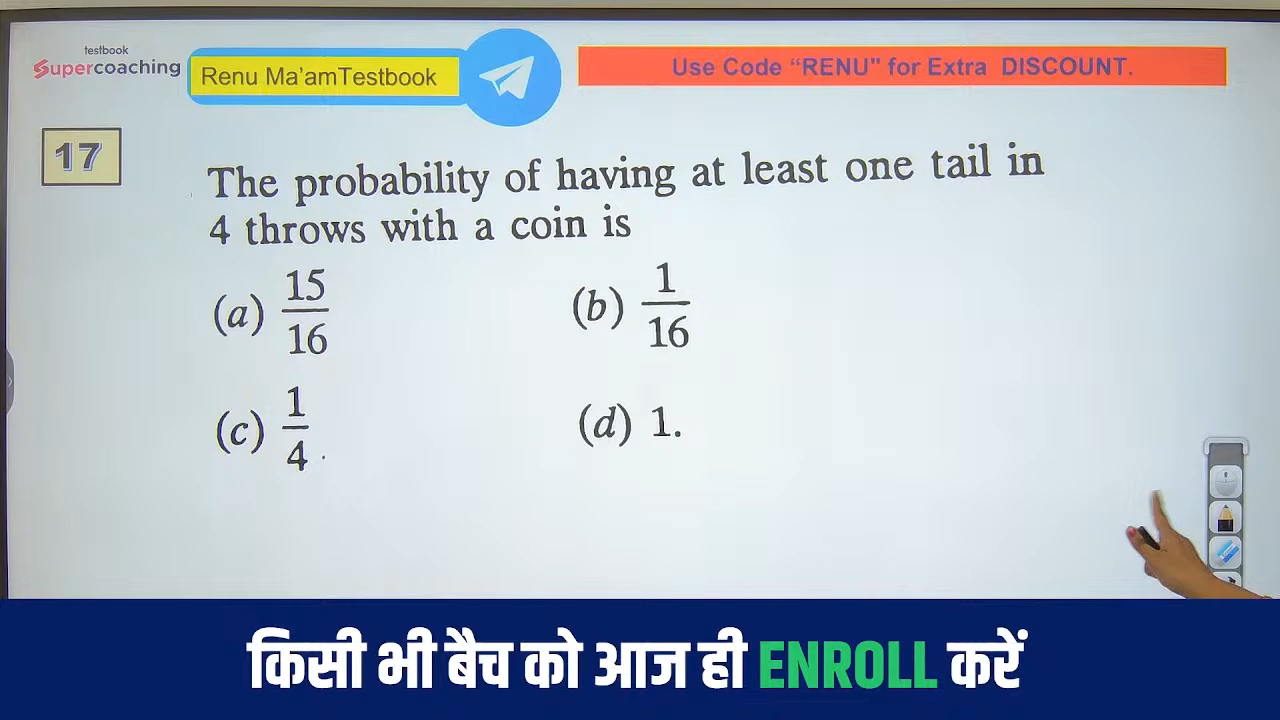 testbook
Supercoaching
Renu Ma’amTestbook
Use Code “RENU" for Extra DISCOUNT.
17
The probability of having at least one tail in
4 throws with a coin is
(a) 15/16 (b) 1/16
(c) 1/4 (d) 1.
किसी भी बैच को आज ही ENROLL करें